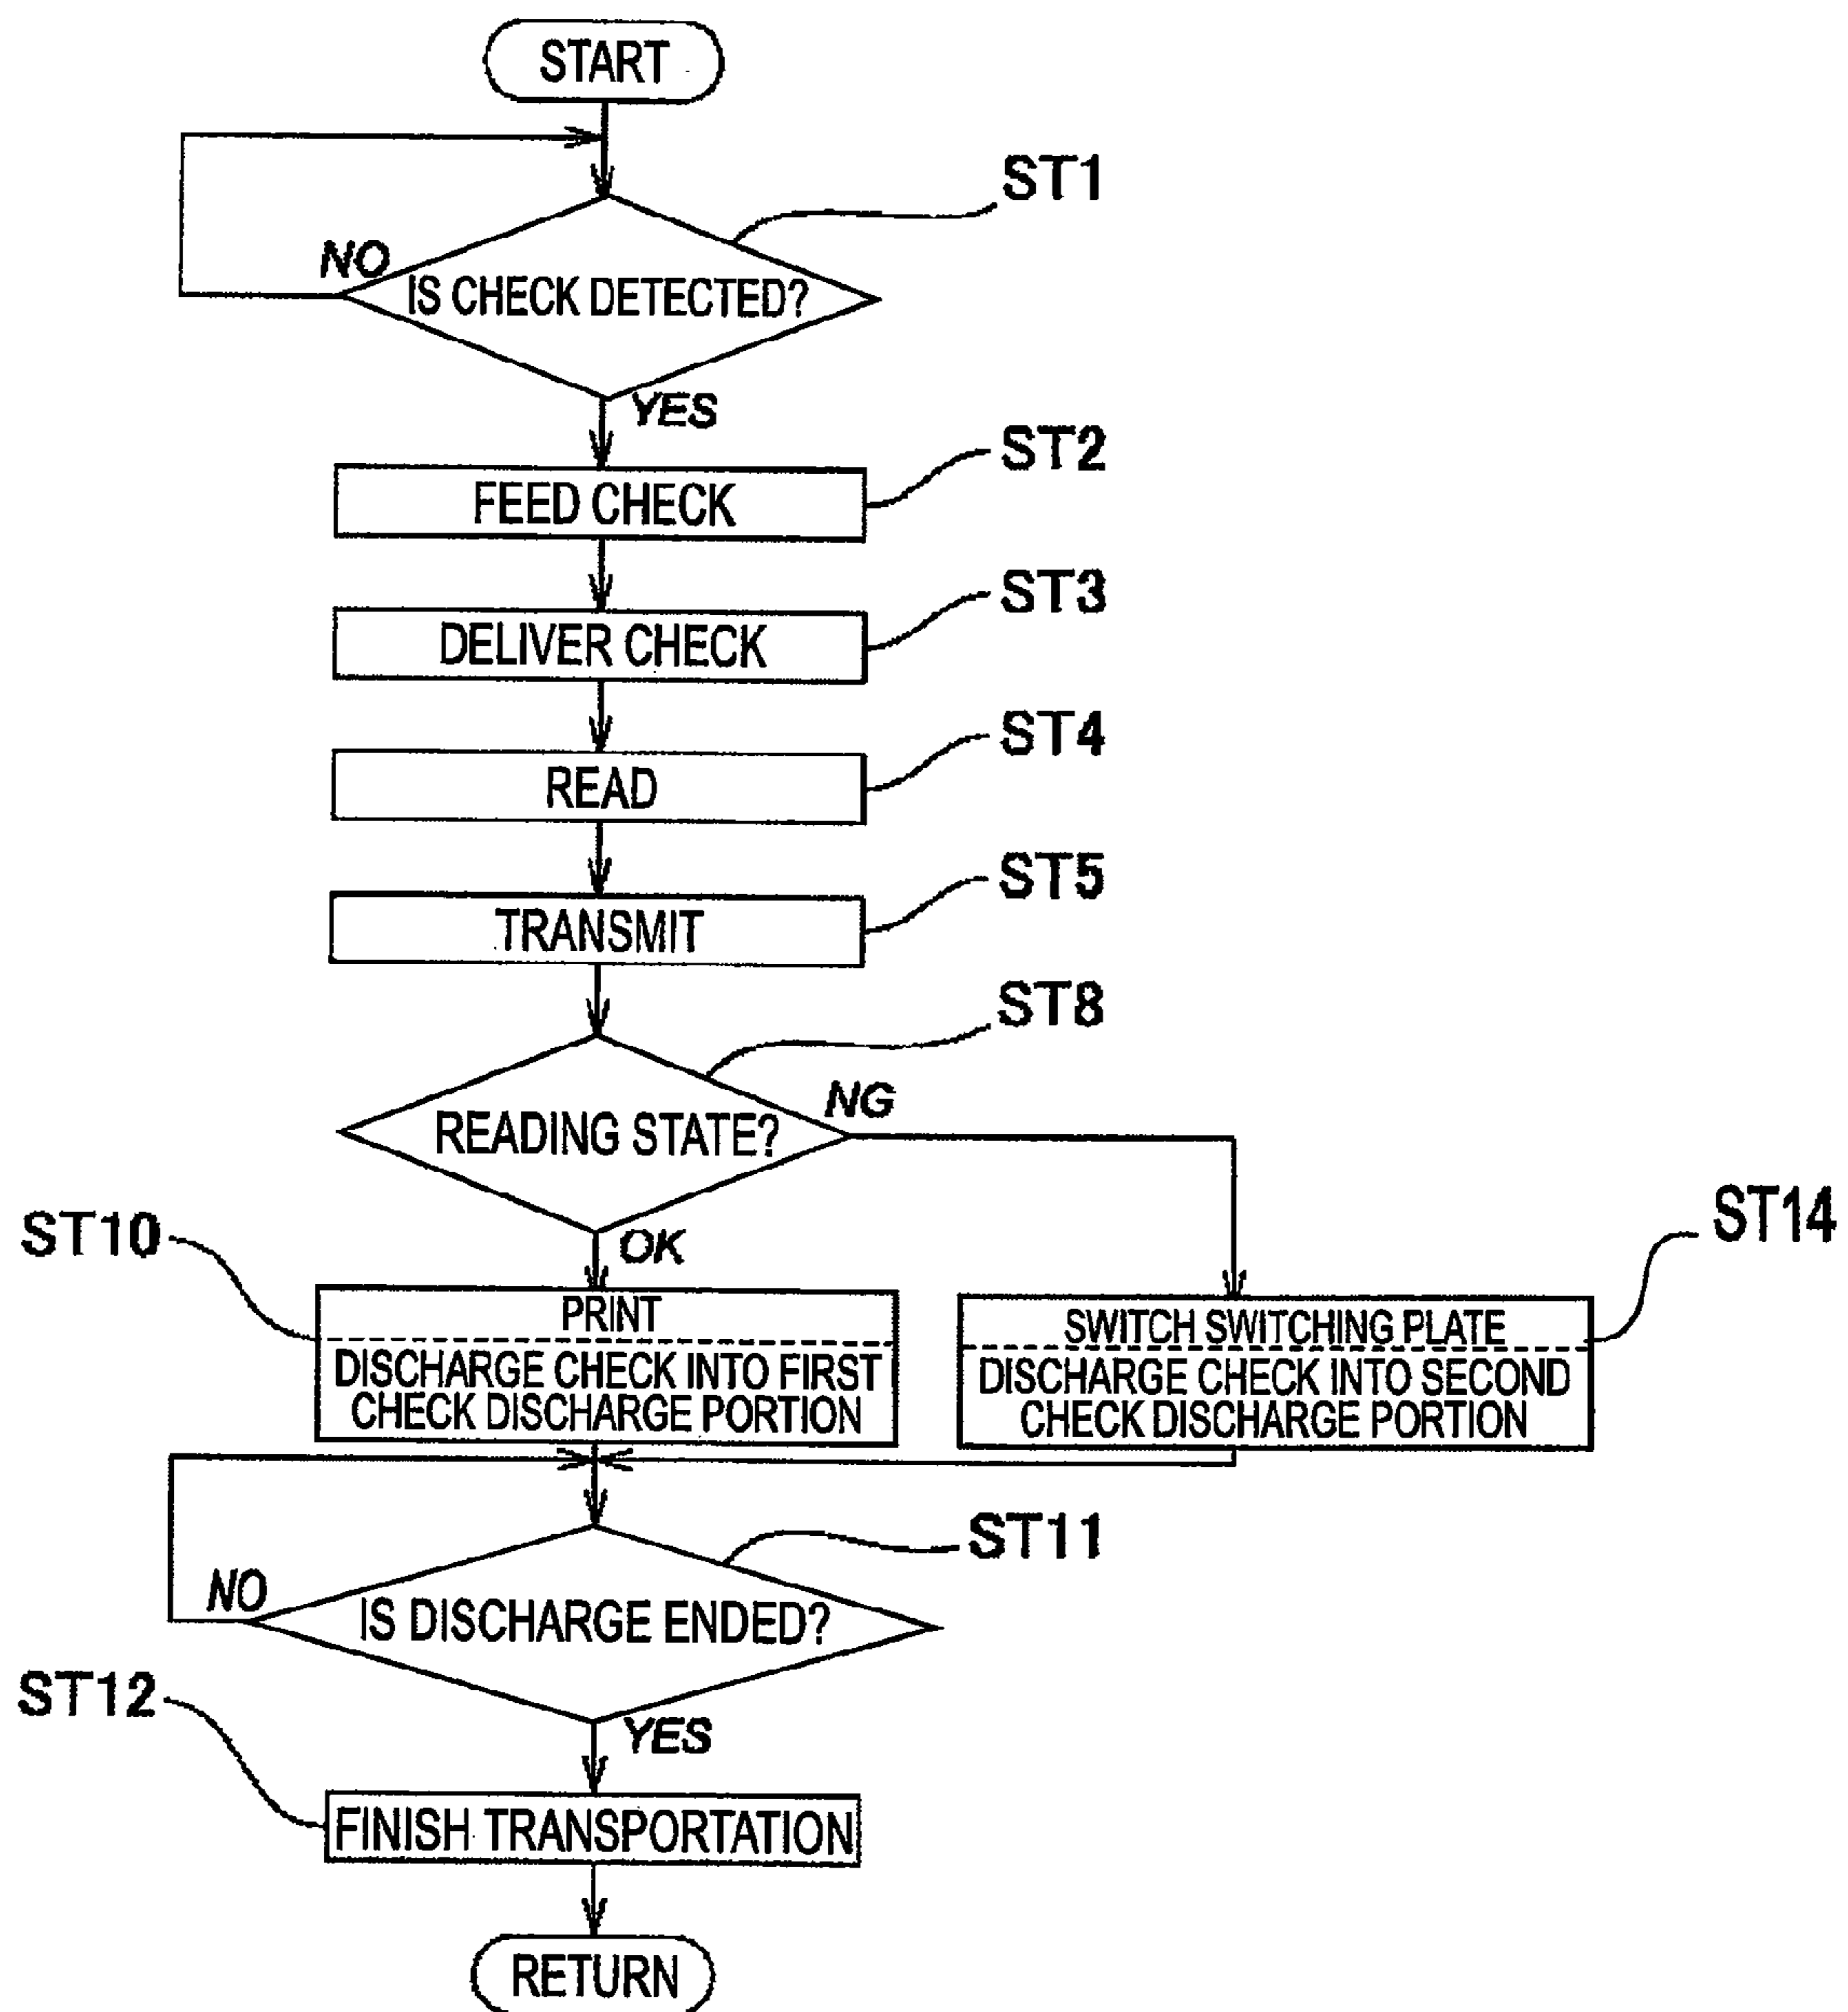 START
ST1
NO
IS CHECK DETECTED?
YES
ST2
FEED CHECK
ST3
DELIVER CHECK
ST4
READ
ST5
TRANSMIT
ST8
NG
READING STATE?
ST10
OK
ST14
PRINT
DISCHARGE CHECK INTO FIRST
CHECK DISCHARGE PORTION
SWITCH SWITCHING PLATE
DISCHARGE CHECK INTO SECOND
CHECK DISCHARGE PORTION
ST11
NO
IS DISCHARGE ENDED?
ST12
YES
FINISH TRANSPORTATION
RETURN